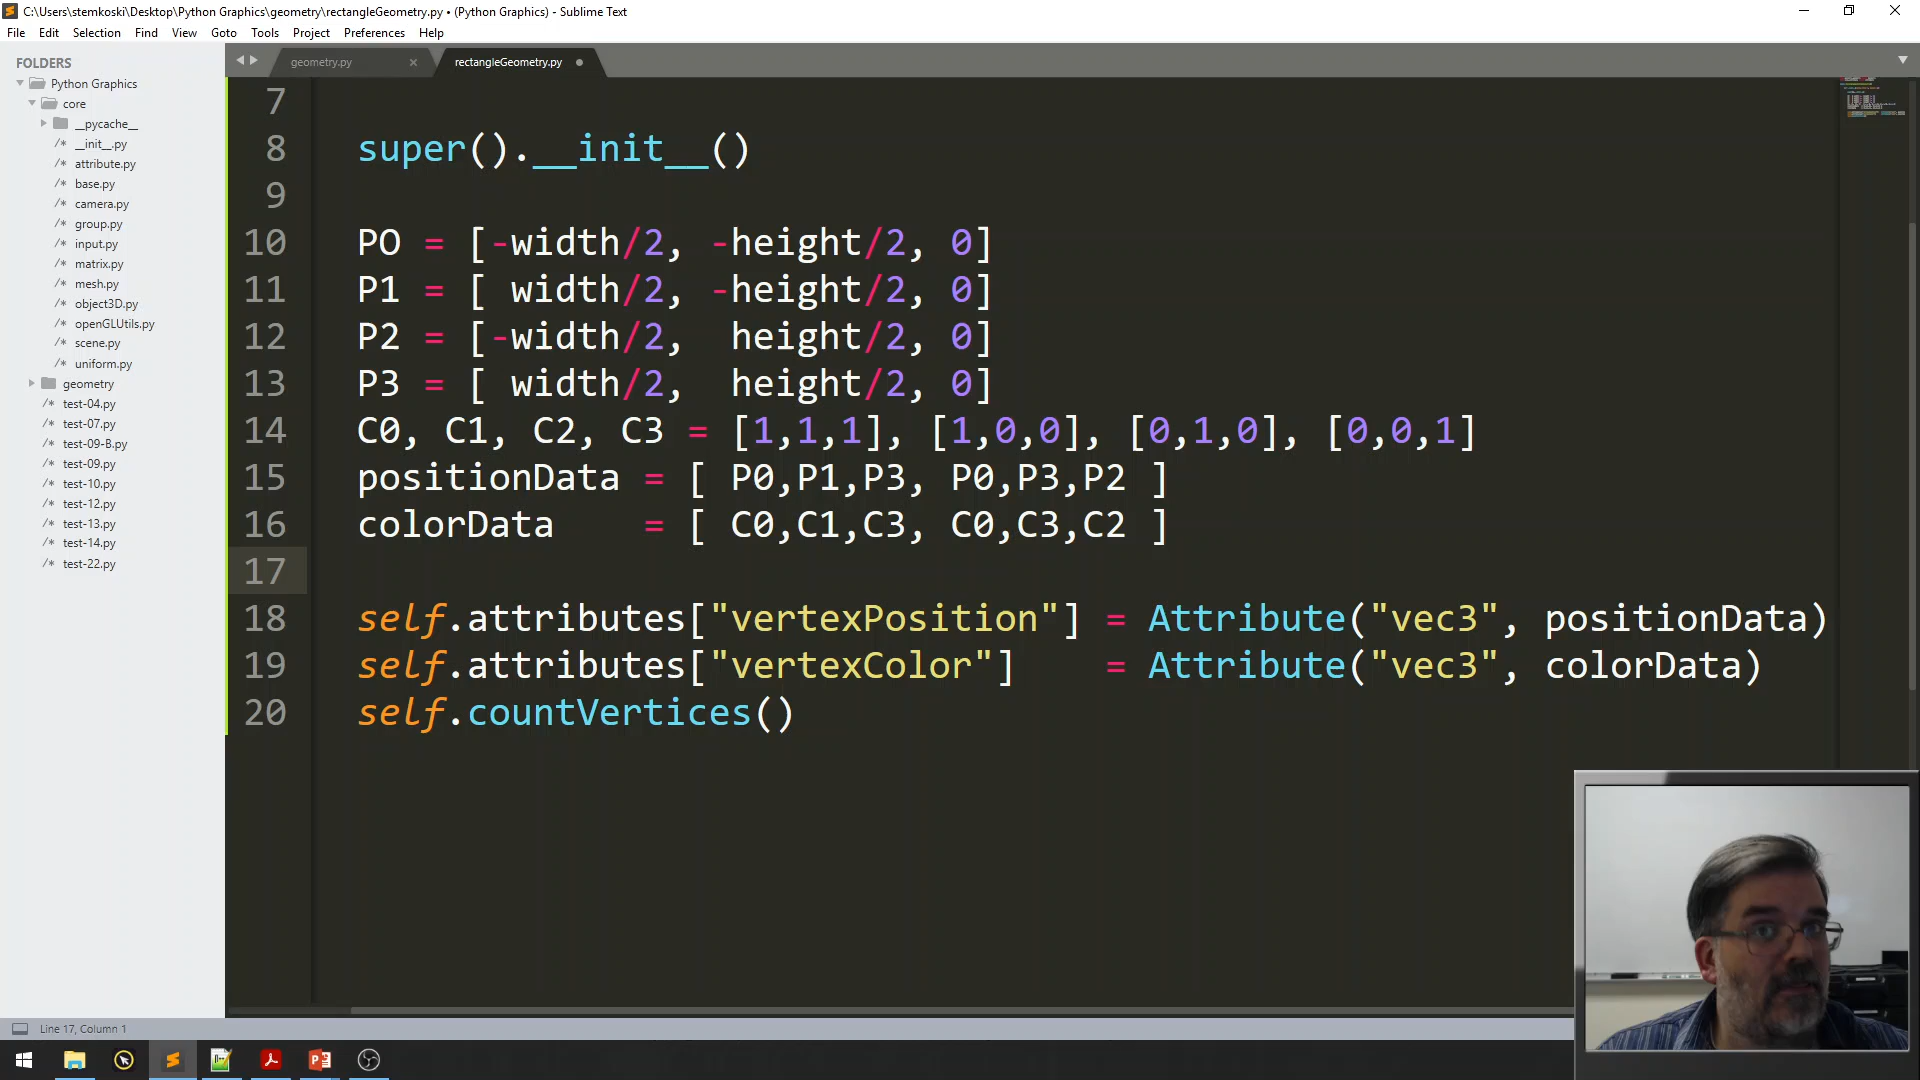 C:\Users\stemkoski\Desktop\Python Graphics\geometry\rectangleGeometry.py • (Python Graphics) - Sublime Text
File Edit Selection Find View Goto Tools Project Preferences Help
FOLDERS
Python Graphics
core
__pycache__
__init__.py
attribute.py
base.py
camera.py
group.py
input.py
matrix.py
mesh.py
object3D.py
openGLUtils.py
scene.py
uniform.py
geometry
test-04.py
test-07.py
test-09-B.py
test-09.py
test-10.py
test-12.py
test-13.py
test-14.py
test-22.py
geometry.py rectangleGeometry.py
7
8 super().__init__()
9
10 PO = [-width/2, -height/2, 0]
11 P1 = [ width/2, -height/2, 0]
12 P2 = [-width/2,  height/2, 0]
13 P3 = [ width/2,  height/2, 0]
14 C0, C1, C2, C3 = [1,1,1], [1,0,0], [0,1,0], [0,0,1]
15 positionData = [ P0,P1,P3, P0,P3,P2 ]
16 colorData    = [ C0,C1,C3, C0,C3,C2 ]
17
18 self.attributes["vertexPosition"] = Attribute("vec3", positionData)
19 self.attributes["vertexColor"]    = Attribute("vec3", colorData)
20 self.countVertices()
Line 17, Column 1